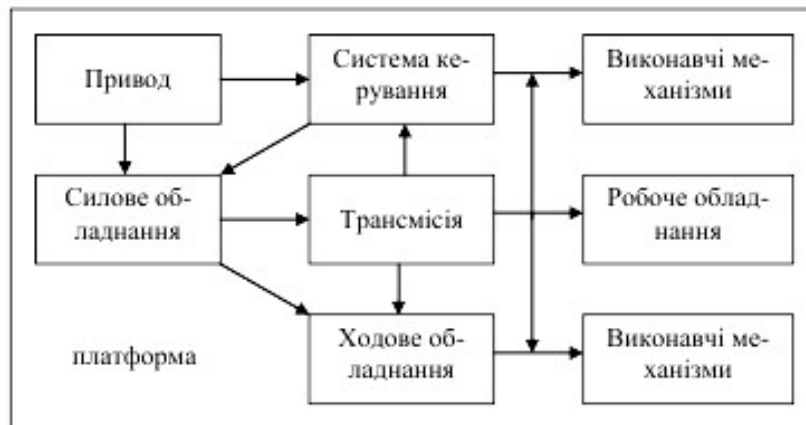 Привод
Система ке-
рування
Виконавчі ме-
ханізми
Силове об-
ладнання
Трансмісія
Робоче облад-
нання
платформа
Ходове об-
ладнання
Виконавчі ме-
ханізми